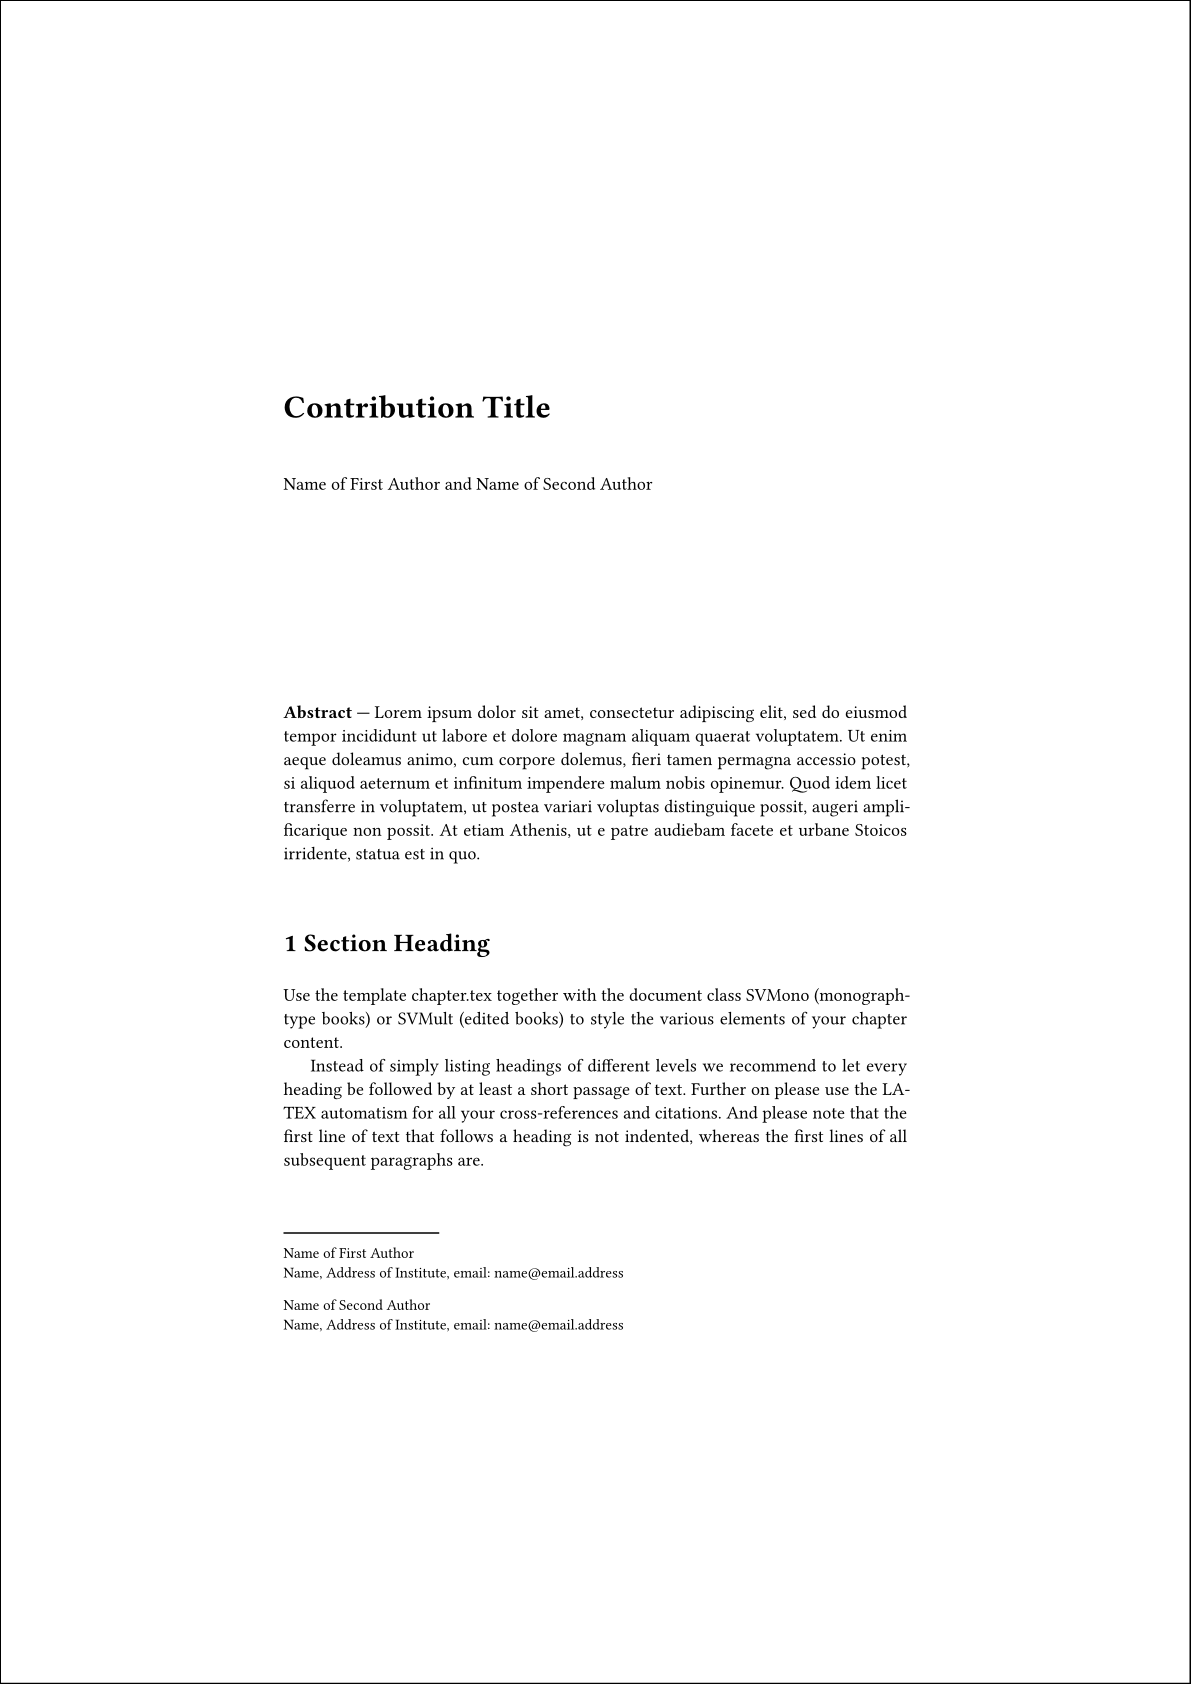 Contribution Title
Name of First Author and Name of Second Author
Abstract — Lorem ipsum dolor sit amet, consectetur adipiscing elit, sed do eiusmod
tempor incididunt ut labore et dolore magnam aliquam quaerat voluptatem. Ut enim
aeque doleamus animo, cum corpore dolemus, fieri tamen permagna accessio potest,
si aliquod aeternum et infinitum impendere malum nobis opinemur. Quod idem licet
transferre in voluptatem, ut postea variari voluptas distinguique possit, augeri ampli-
ficarique non possit. At etiam Athenis, ut e patre audiebam facete et urbane Stoicos
irridente, statua est in quo.
1 Section Heading
Use the template chapter.tex together with the document class SVMono (monograph-
type books) or SVMult (edited books) to style the various elements of your chapter
content.
Instead of simply listing headings of different levels we recommend to let every
heading be followed by at least a short passage of text. Further on please use the LA-
TEX automatism for all your cross-references and citations. And please note that the
first line of text that follows a heading is not indented, whereas the first lines of all
subsequent paragraphs are.
Name of First Author
Name, Address of Institute, email: name@email.address
Name of Second Author
Name, Address of Institute, email: name@email.address